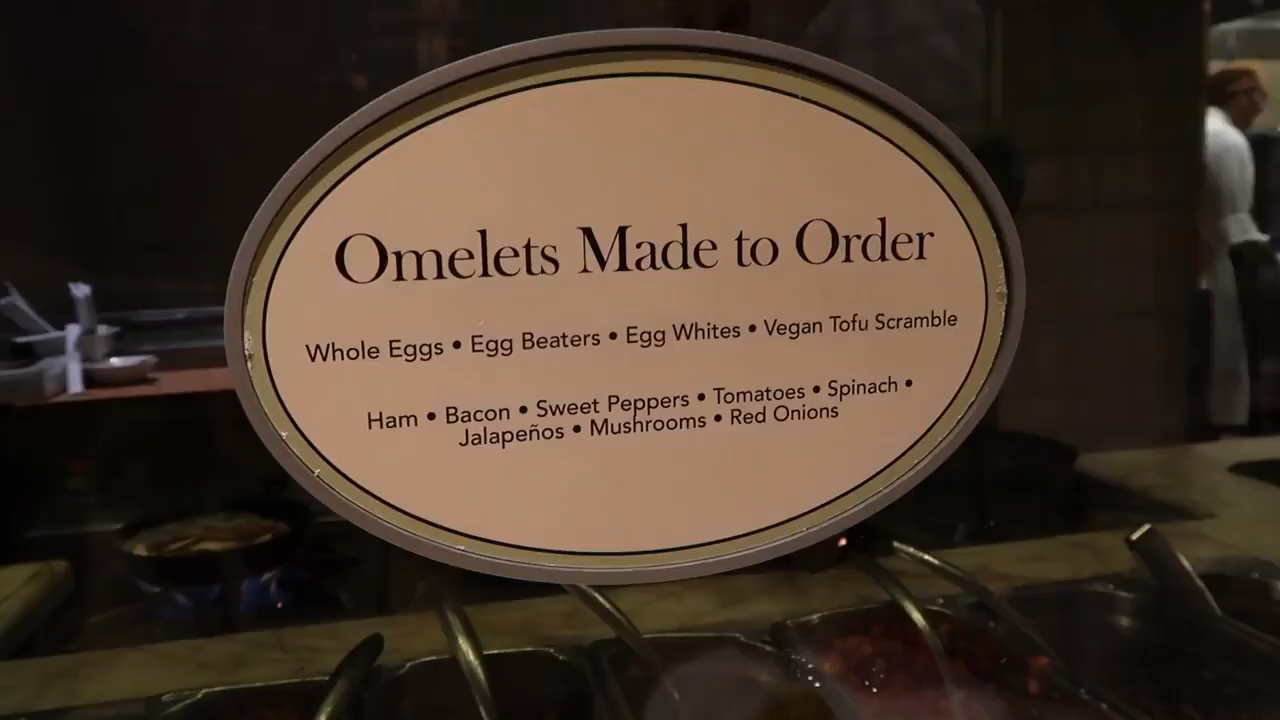 Omelets Made to Order
Whole Eggs • Egg Beaters • Egg Whites • Vegan Tofu Scramble
Ham • Bacon • Sweet Peppers • Tomatoes • Spinach •
Jalapeños • Mushrooms • Red Onions